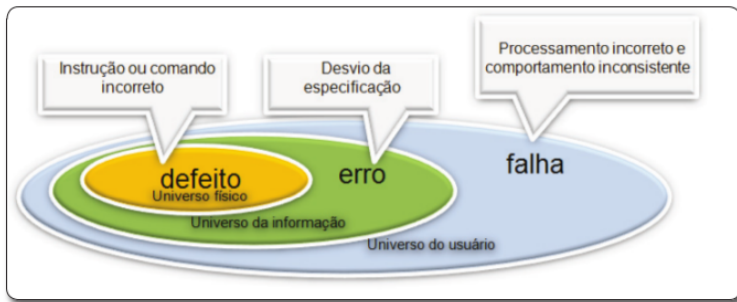 Instrução ou comando
incorreto
Desvio da
especificação
Processamento incorreto e
comportamento inconsistente
defeito
Universo físico
erro
Universo da informação
falha
Universo do usuário